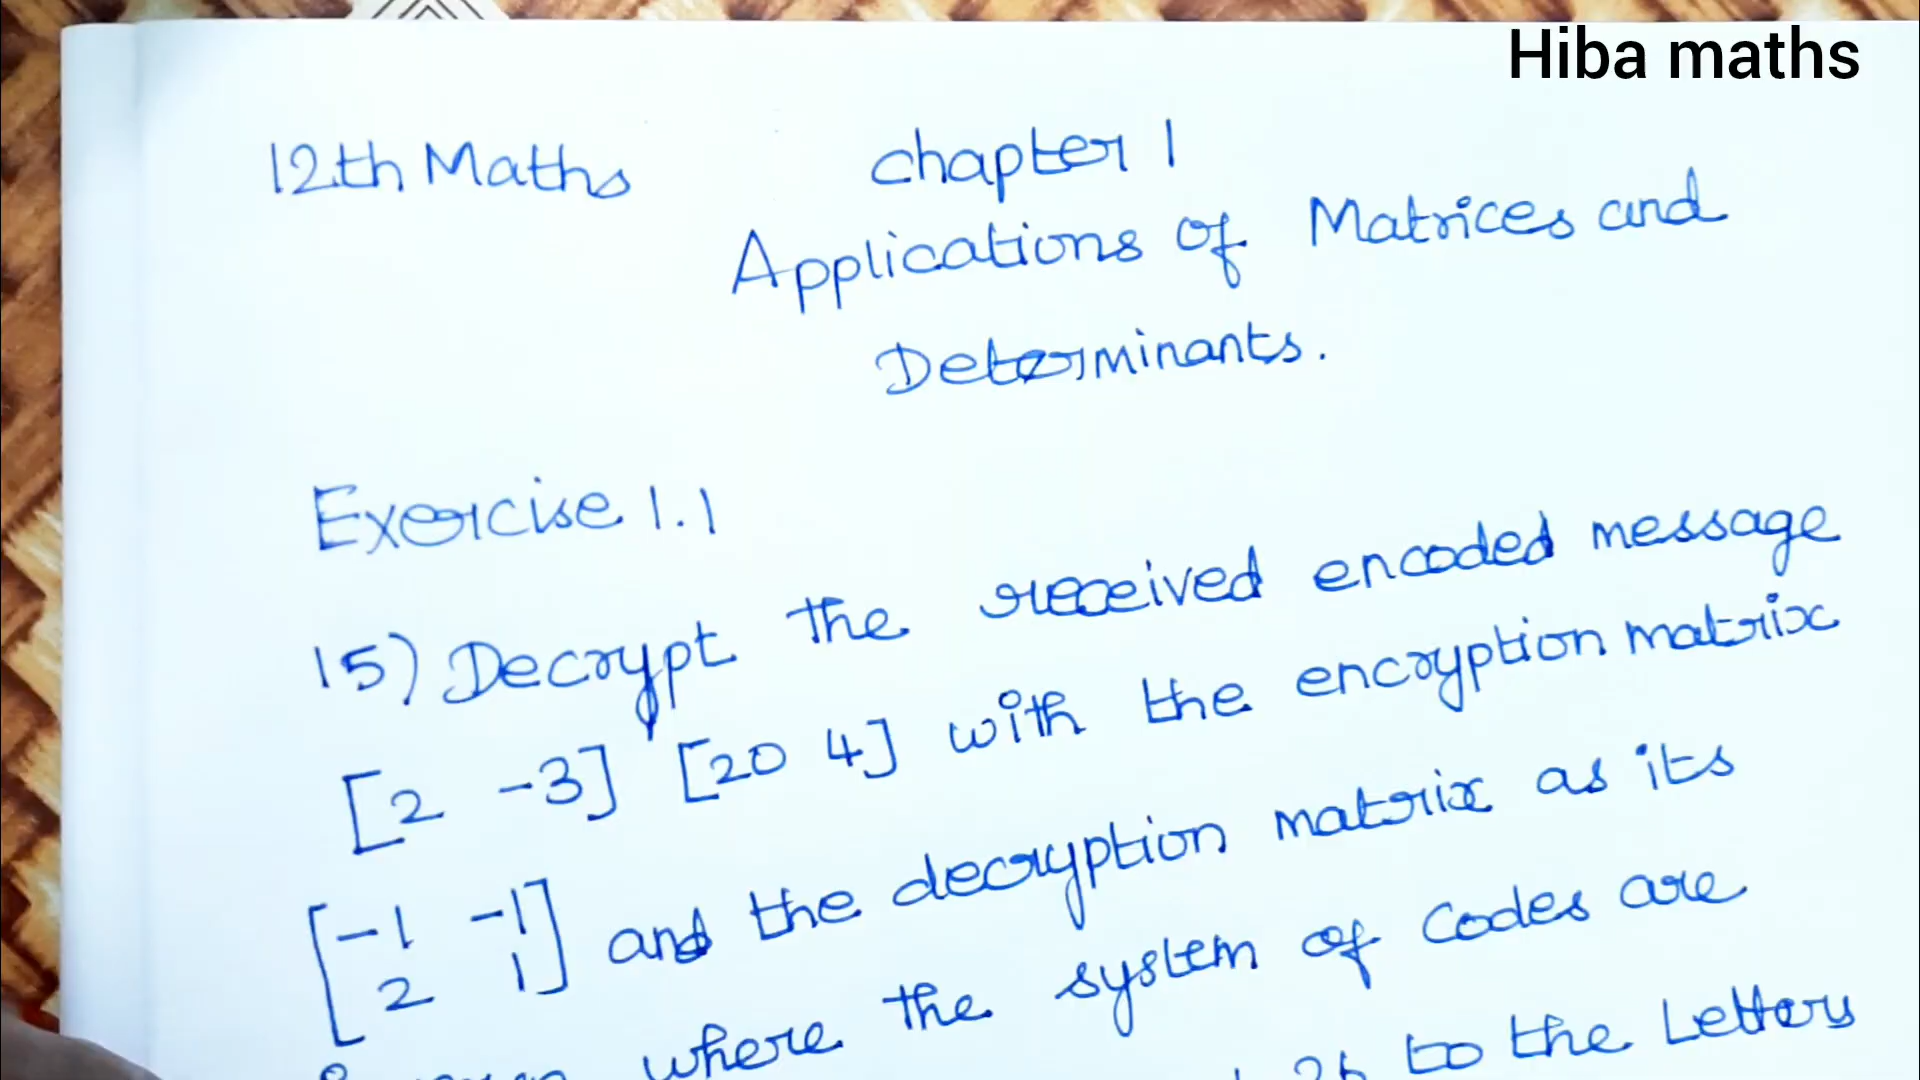 Hiba maths
12th Maths chapter 1
Applications of Matrices and
Determinants.
Exercise 1.1
15) Decrypt the received encoded message
[2 -3] [20 4] with the encryption matrix
[-1 -1
2 1] and the decryption matrix as its
where the system of codes are
26 to the Letters